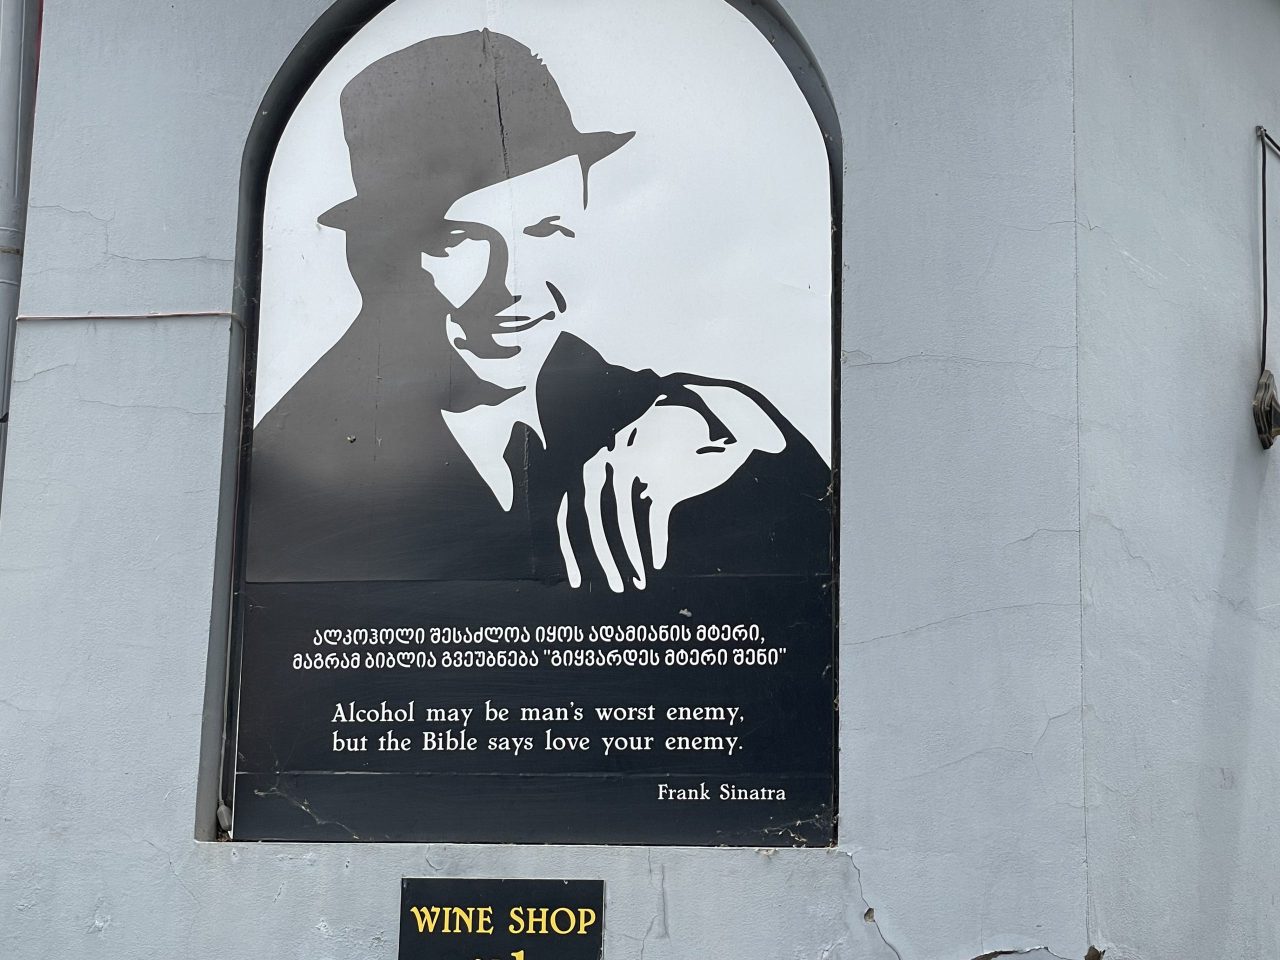 ალკოჰოლი შესაძლოა იყოს ადამიანის მტერი,
მაგრამ ბიბლია გვეუბნება "გიყვარდეს მტერი შენი"
Alcohol may be man's worst enemy,
but the Bible says love your enemy.
Frank Sinatra
WINE SHOP